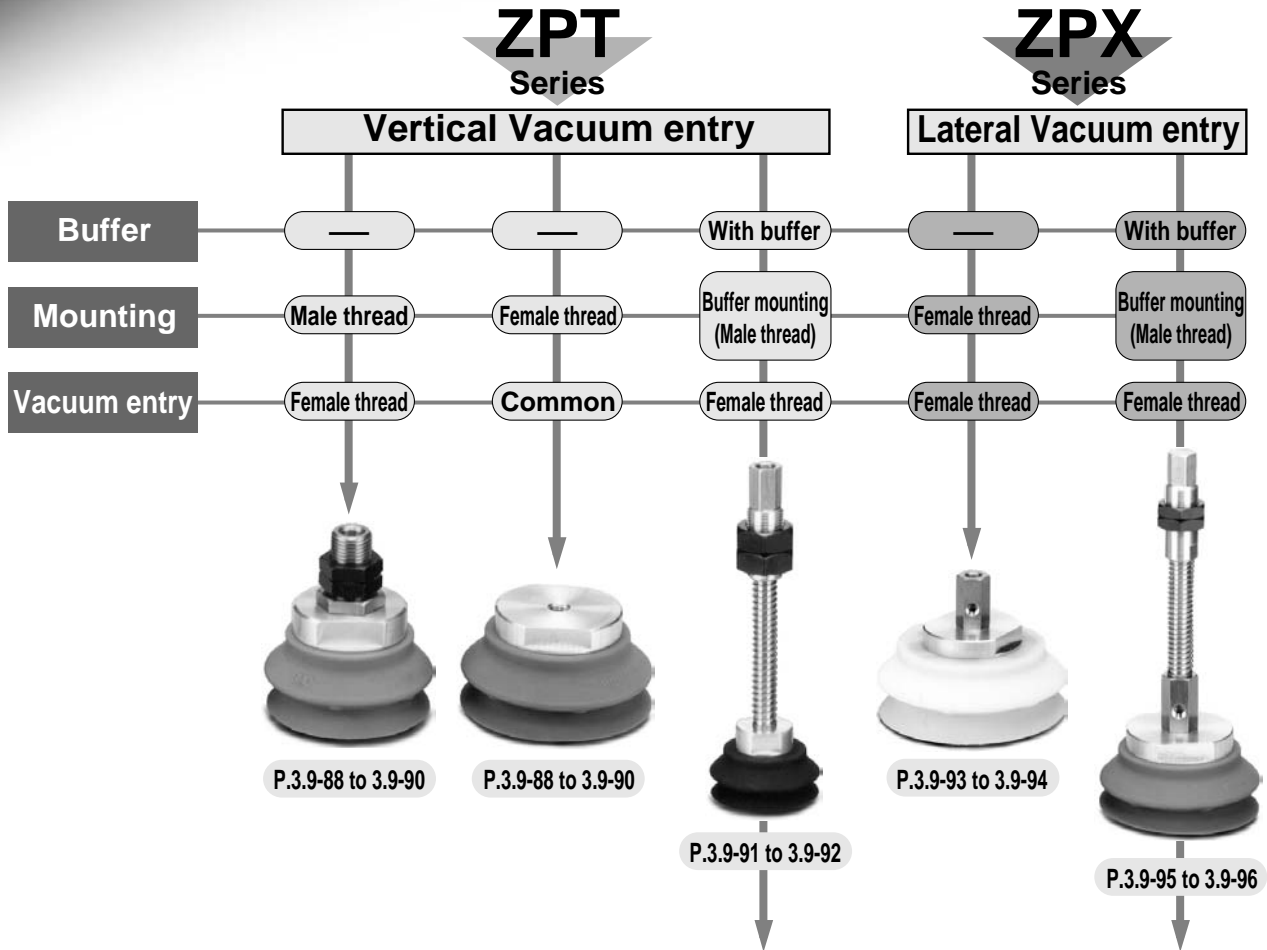 ZPT
Series
ZPX
Series
Vertical Vacuum entry
Lateral Vacuum entry
Buffer
—
—
With buffer
—
With buffer
Mounting
Male thread
Female thread
Buffer mounting
(Male thread)
Female thread
Buffer mounting
(Male thread)
Vacuum entry
Female thread
Common
Female thread
Female thread
Female thread
P.3.9-88 to 3.9-90
P.3.9-88 to 3.9-90
P.3.9-91 to 3.9-92
P.3.9-93 to 3.9-94
P.3.9-95 to 3.9-96